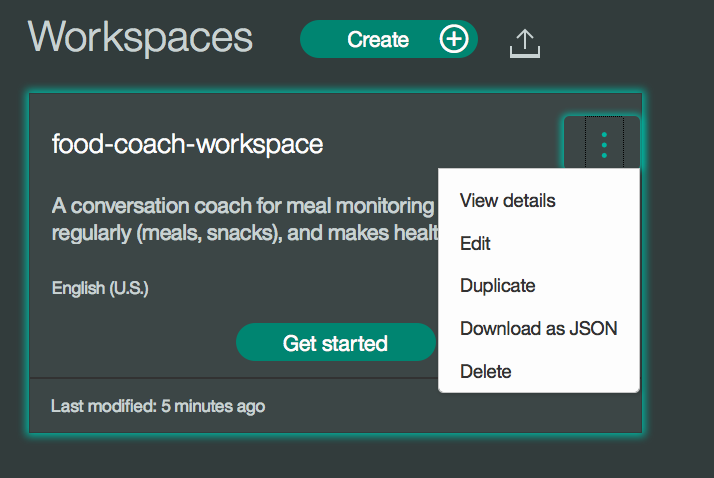 Workspaces
Create
food-coach-workspace
A conversation coach for meal monitoring
regularly (meals, snacks), and makes
English (U.S.)
Get started
Last modified: 5 minutes ago
View details
Edit
Duplicate
Download as JSON
Delete